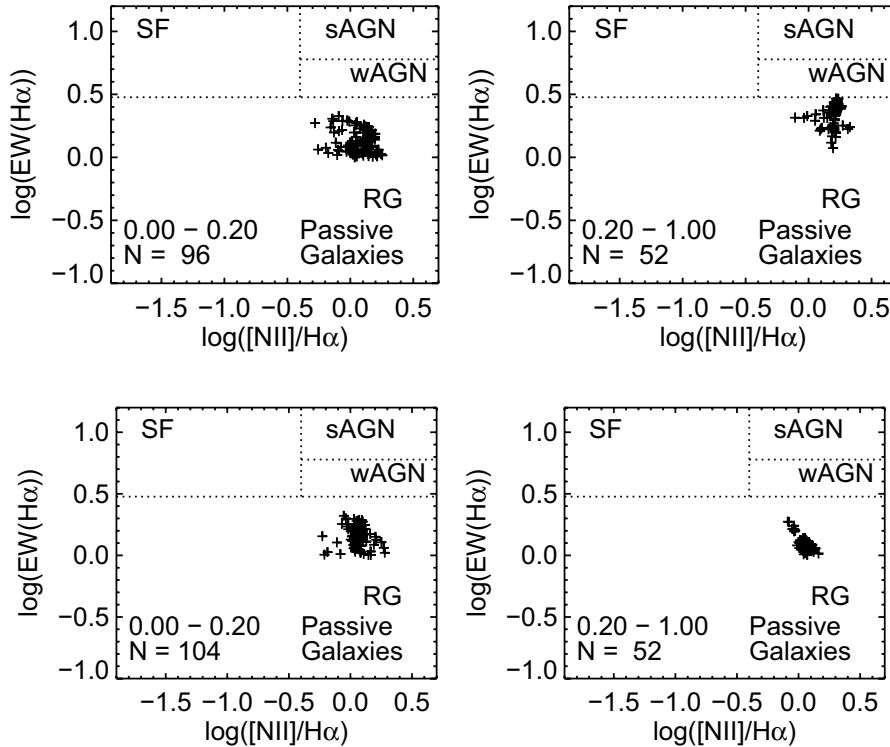 SF sAGN
wAGN
RG
0.00 − 0.20 Passive
N = 96 Galaxies
1.0
0.5
0.0
−0.5
−1.0
log(EW(Hα))
−1.5 −1.0 −0.5 0.0 0.5
log([NII]/Hα)
SF sAGN
wAGN
RG
0.20 − 1.00 Passive
N = 52 Galaxies
1.0
0.5
0.0
−0.5
−1.0
log(EW(Hα))
−1.5 −1.0 −0.5 0.0 0.5
log([NII]/Hα)
SF sAGN
wAGN
RG
0.00 − 0.20 Passive
N = 104 Galaxies
1.0
0.5
0.0
−0.5
−1.0
log(EW(Hα))
−1.5 −1.0 −0.5 0.0 0.5
log([NII]/Hα)
SF sAGN
wAGN
RG
0.20 − 1.00 Passive
N = 52 Galaxies
1.0
0.5
0.0
−0.5
−1.0
log(EW(Hα))
−1.5 −1.0 −0.5 0.0 0.5
log([NII]/Hα)